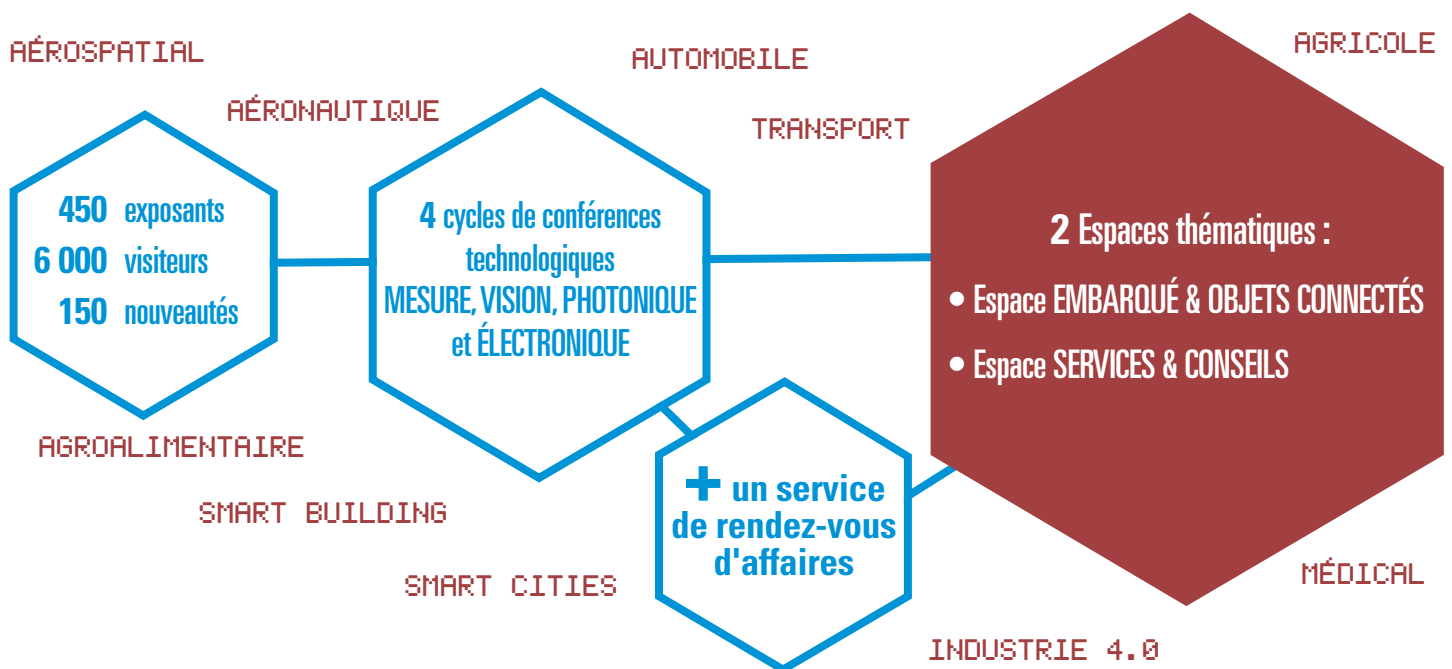 AÉROSPATIAL
AÉRONAUTIQUE
AUTOMOBILE
TRANSPORT
AGRICOLE
450 exposants
6 000 visiteurs
150 nouveautés
4 cycles de conférences
technologiques
MESURE, VISION, PHOTONIQUE
et ÉLECTRONIQUE
2 Espaces thématiques :
• Espace EMBARQUÉ & OBJETS CONNECTÉS
• Espace SERVICES & CONSEILS
+ un service
de rendez-vous
d'affaires
AGROALIMENTAIRE
SMART BUILDING
SMART CITIES
MÉDICAL
INDUSTRIE 4.0